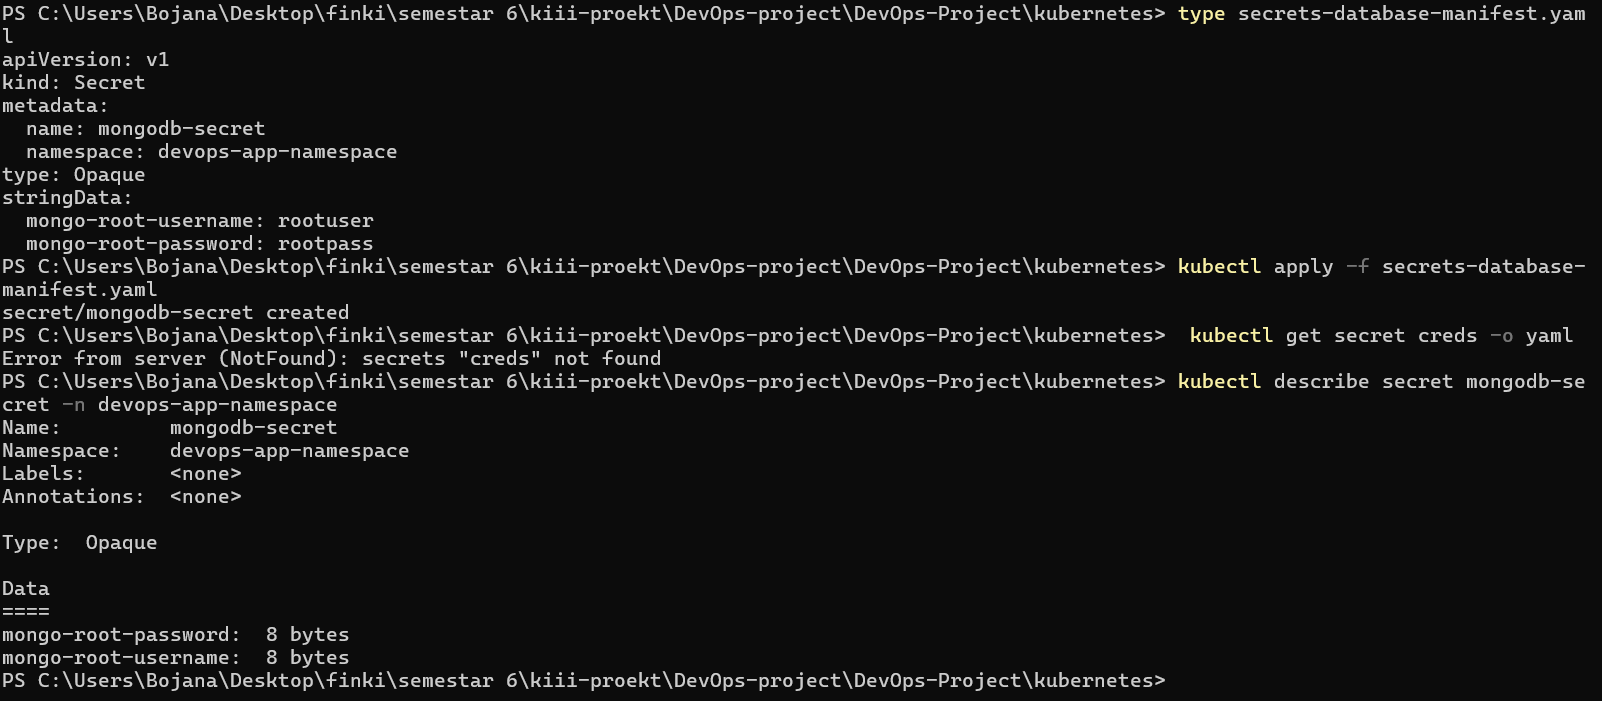 PS C:\Users\Bojana\Desktop\finki\semestar 6\kiii-proekt\DevOps-project\DevOps-Project\kubernetes> type secrets-database-manifest.yam
l
apiVersion: v1
kind: Secret
metadata:
  name: mongodb-secret
  namespace: devops-app-namespace
type: Opaque
stringData:
  mongo-root-username: rootuser
  mongo-root-password: rootpass
PS C:\Users\Bojana\Desktop\finki\semestar 6\kiii-proekt\DevOps-project\DevOps-Project\kubernetes> kubectl apply -f secrets-database-
manifest.yaml
secret/mongodb-secret created
PS C:\Users\Bojana\Desktop\finki\semestar 6\kiii-proekt\DevOps-project\DevOps-Project\kubernetes>  kubectl get secret creds -o yaml
Error from server (NotFound): secrets "creds" not found
PS C:\Users\Bojana\Desktop\finki\semestar 6\kiii-proekt\DevOps-project\DevOps-Project\kubernetes> kubectl describe secret mongodb-se
cret -n devops-app-namespace
Name:         mongodb-secret
Namespace:    devops-app-namespace
Labels:       <none>
Annotations:  <none>

Type:  Opaque

Data
====
mongo-root-password:  8 bytes
mongo-root-username:  8 bytes
PS C:\Users\Bojana\Desktop\finki\semestar 6\kiii-proekt\DevOps-project\DevOps-Project\kubernetes>